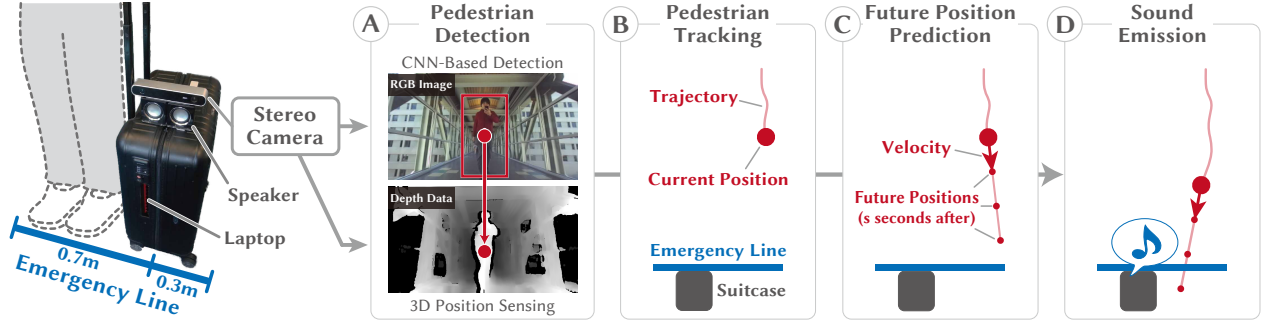 Stereo
Camera
Speaker
Laptop
0.7m
0.3m
Emergency Line
A
Pedestrian
Detection
CNN-Based Detection
RGB Image
Depth Data
3D Position Sensing
B
Pedestrian
Tracking
Trajectory
Current Position
Emergency Line
Suitcase
C
Future Position
Prediction
Velocity
Future Positions
(s seconds after)
D
Sound
Emission